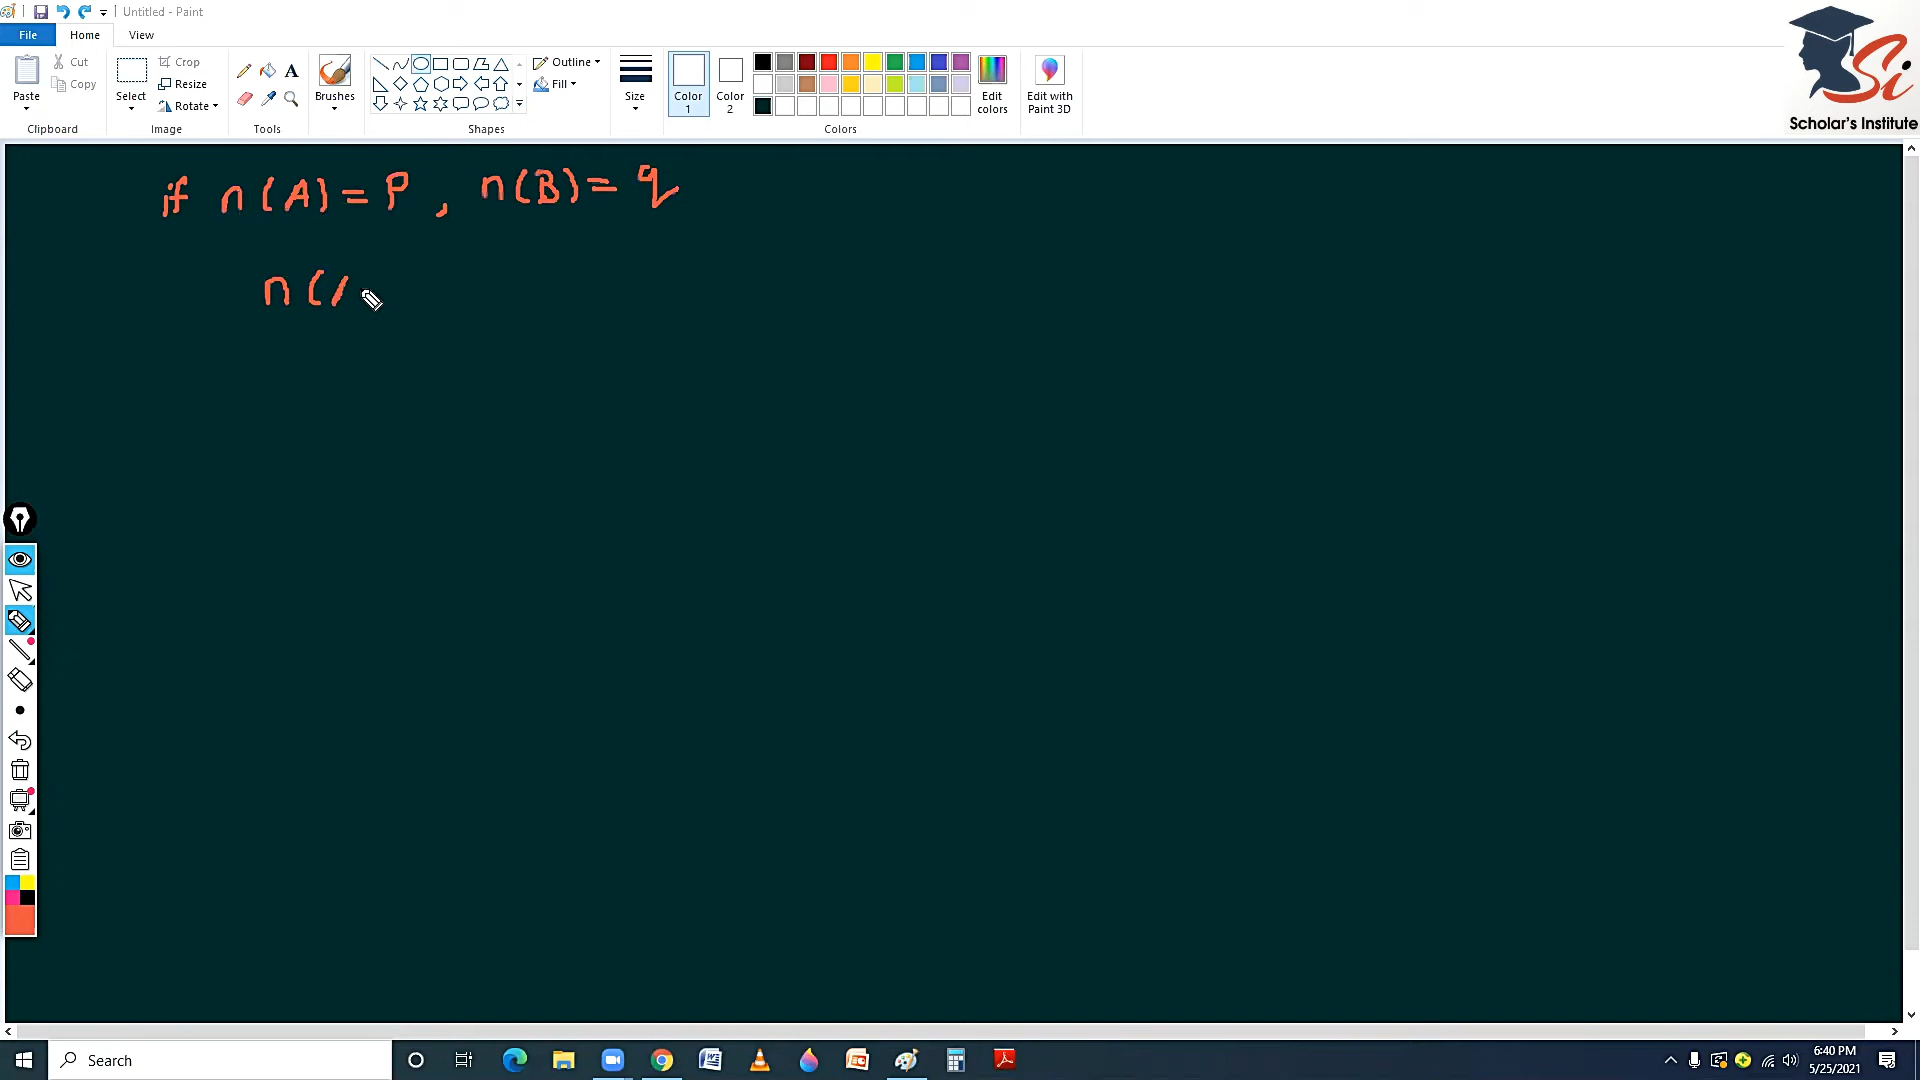 Untitled - Paint
File Home View
Paste Cut Copy Clipboard
Select Crop Resize Rotate Image
Tools
Brushes
Shapes
Outline Fill
Size
Color 1 Color 2 Edit colors Colors
Edit with Paint 3D
Si
Scholar's Institute
if n(A) = P , n(B) = q
n(
Search
6:40 PM
5/25/2021